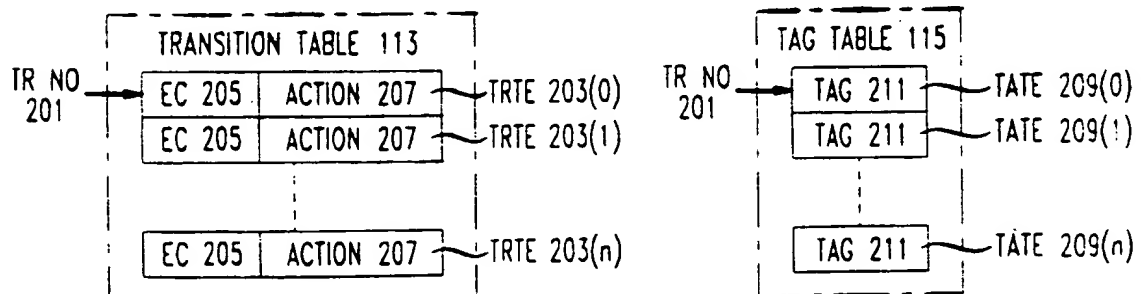 TRANSITION TABLE 113
TR NO
201
EC 205 ACTION 207 TRTE 203(0)
EC 205 ACTION 207 TRTE 203(1)
EC 205 ACTION 207 TRTE 203(n)
TAG TABLE 115
TR NO
201
TAG 211 TATE 209(0)
TAG 211 TATE 209(1)
TAG 211 TATE 209(n)